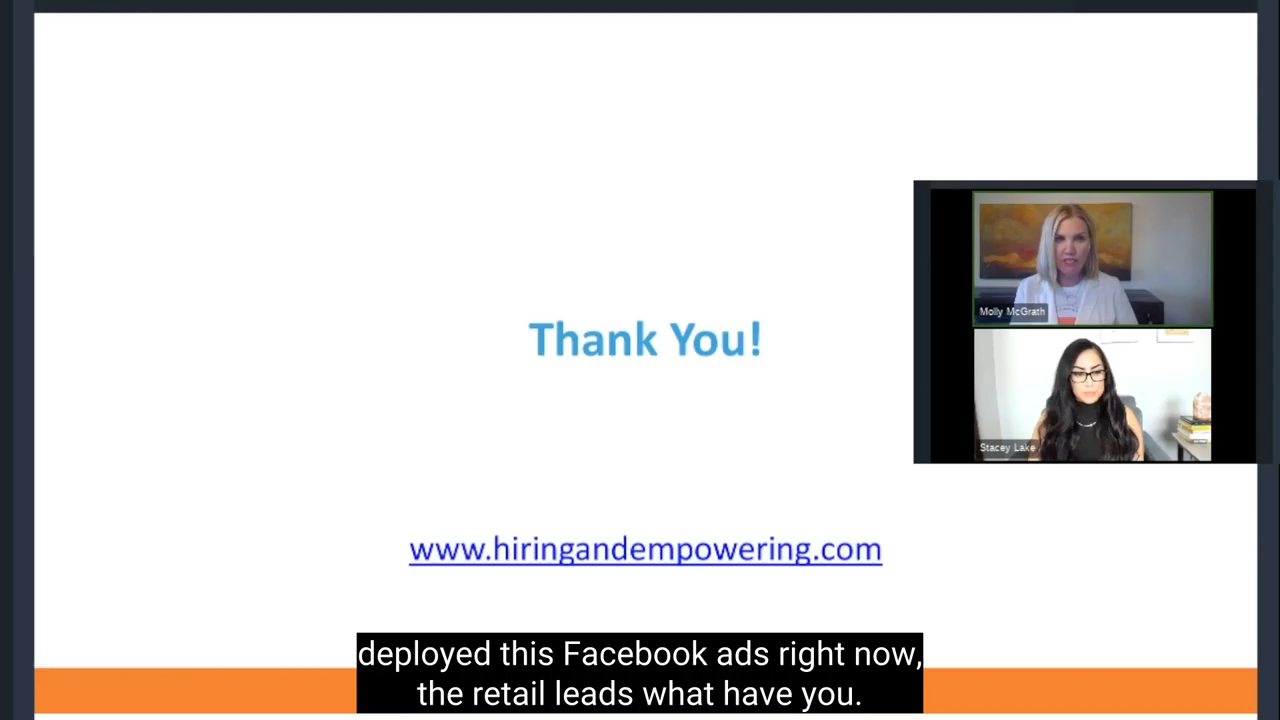 Thank You!
Molly McGrath
Stacey Lake
www.hiringandempowering.com
deployed this Facebook ads right now,
the retail leads what have you.